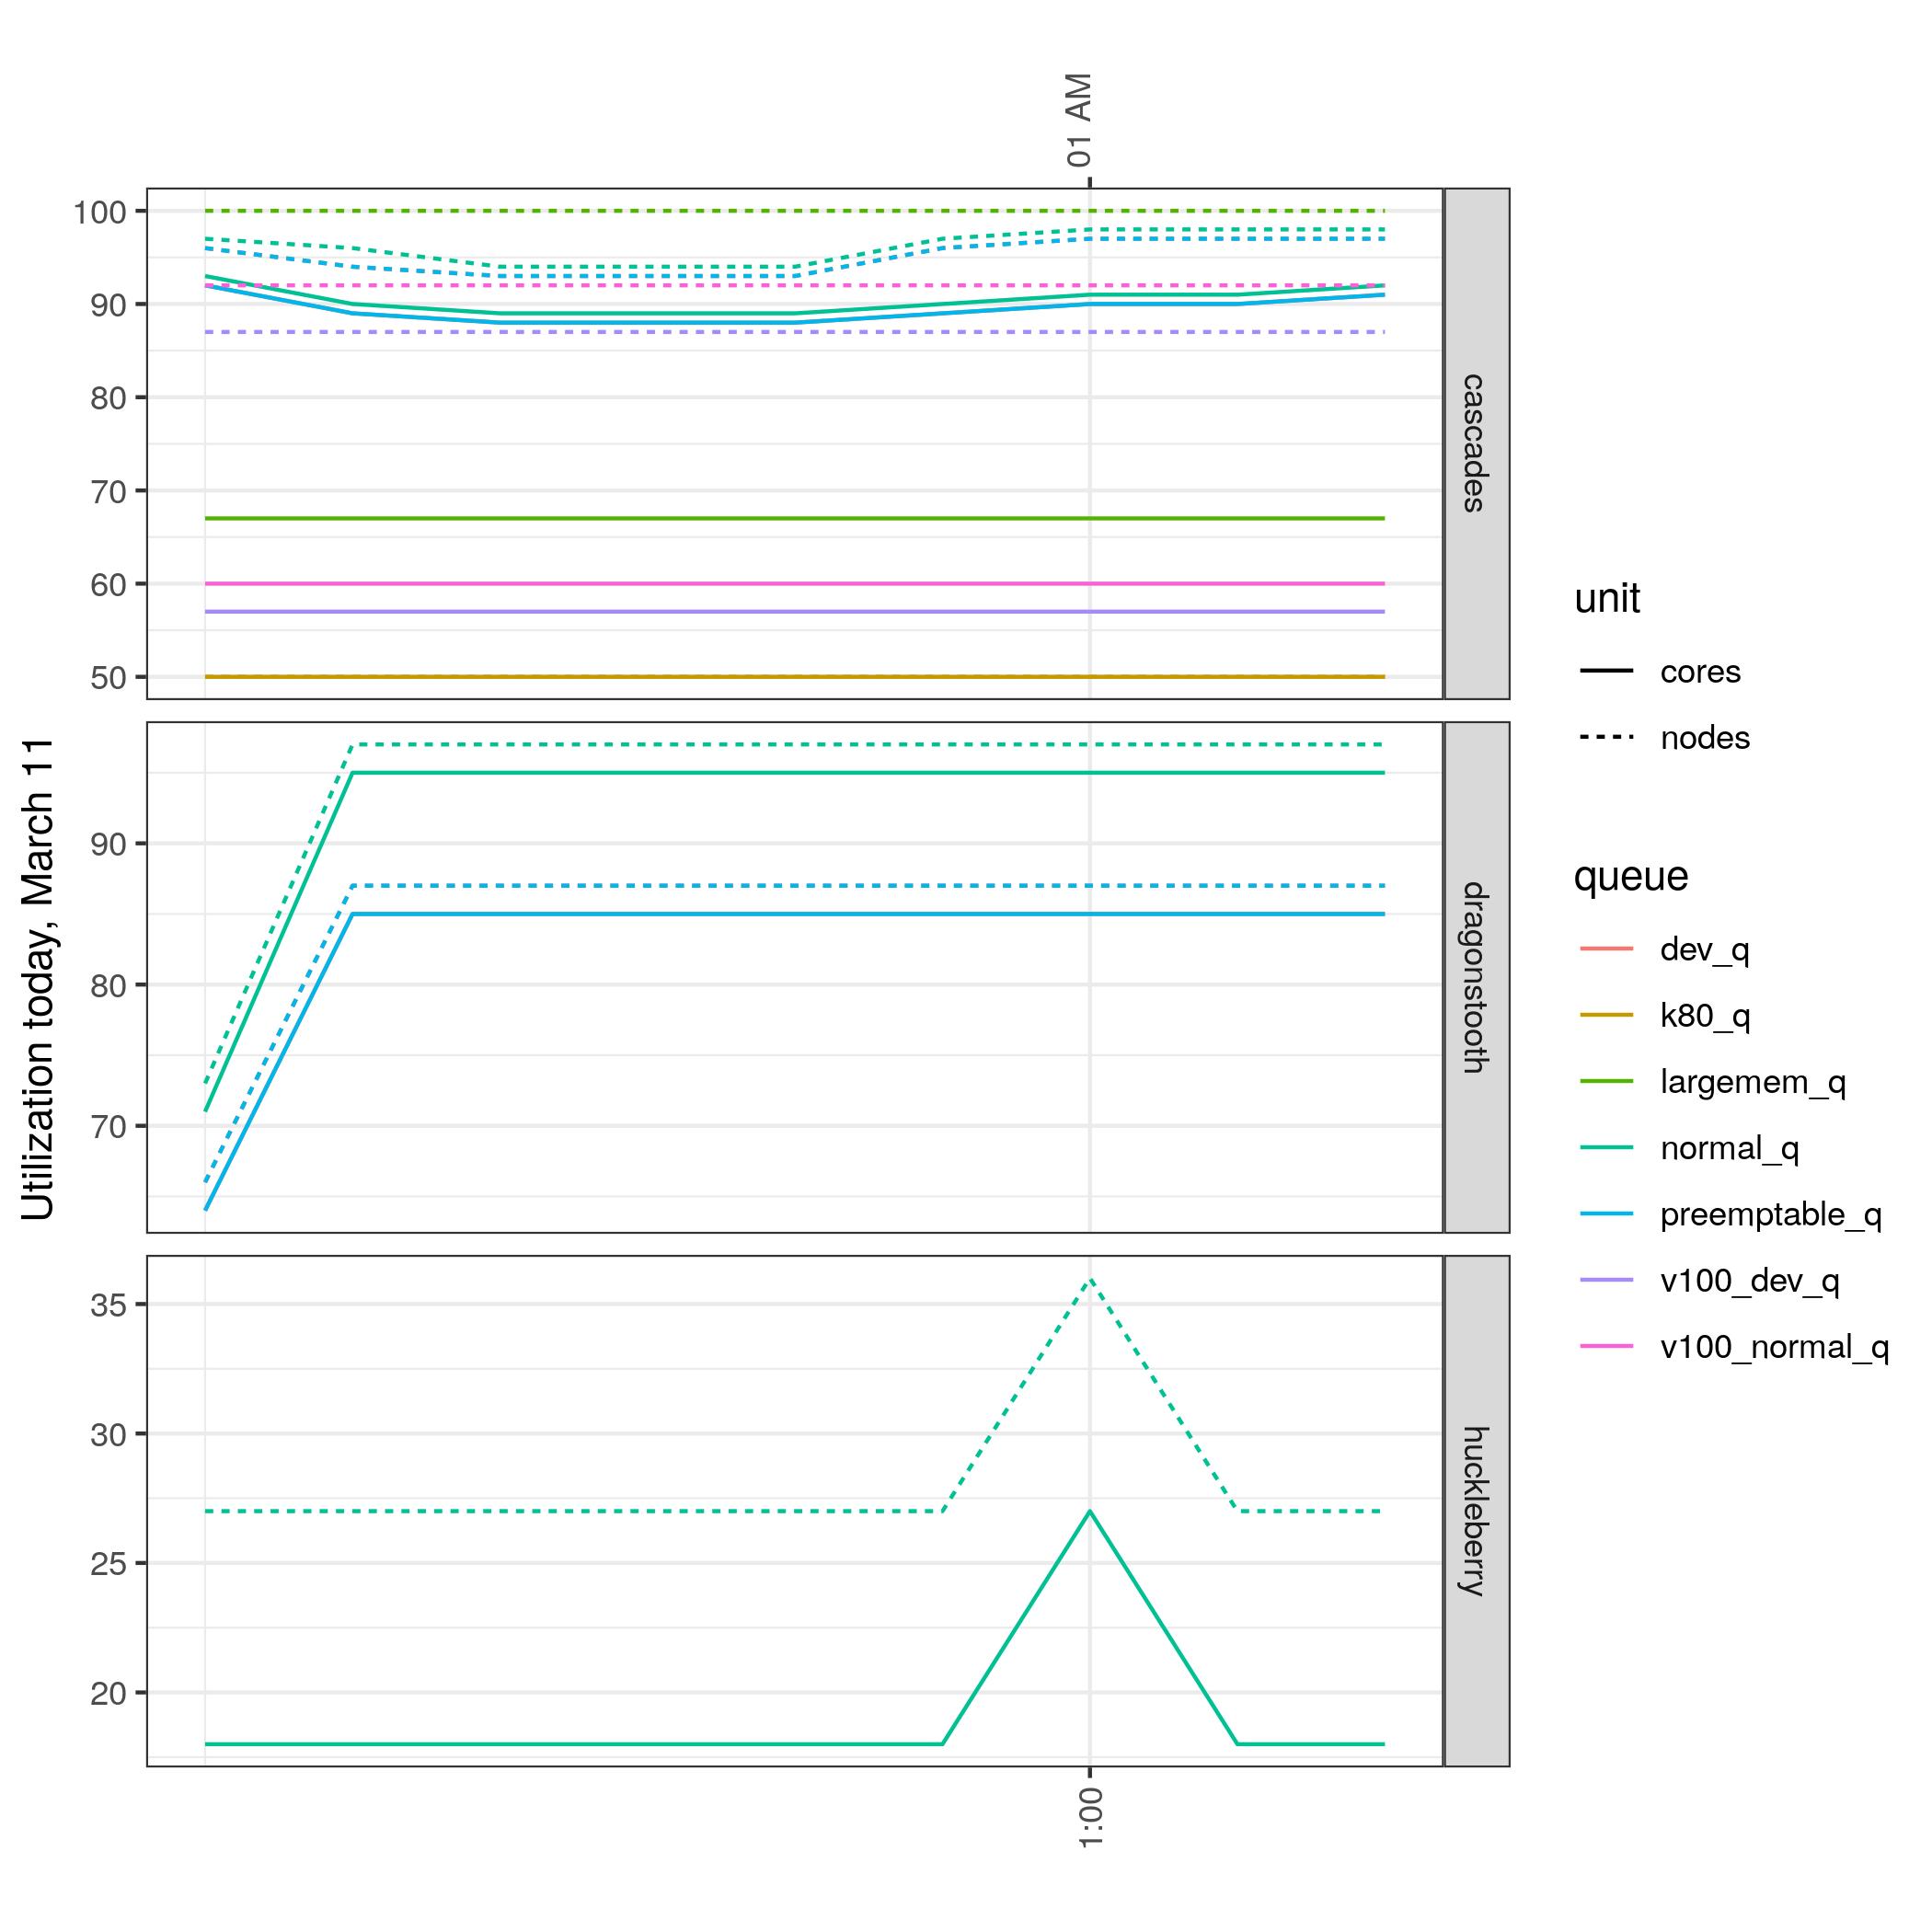 01 AM
100
90
80
70
60
50
cascades
90
80
70
dragonstooth
35
30
25
20
huckleberry
1:00
Utilization today, March 11
unit
cores
nodes
queue
dev_q
k80_q
largemem_q
normal_q
preemptable_q
v100_dev_q
v100_normal_q